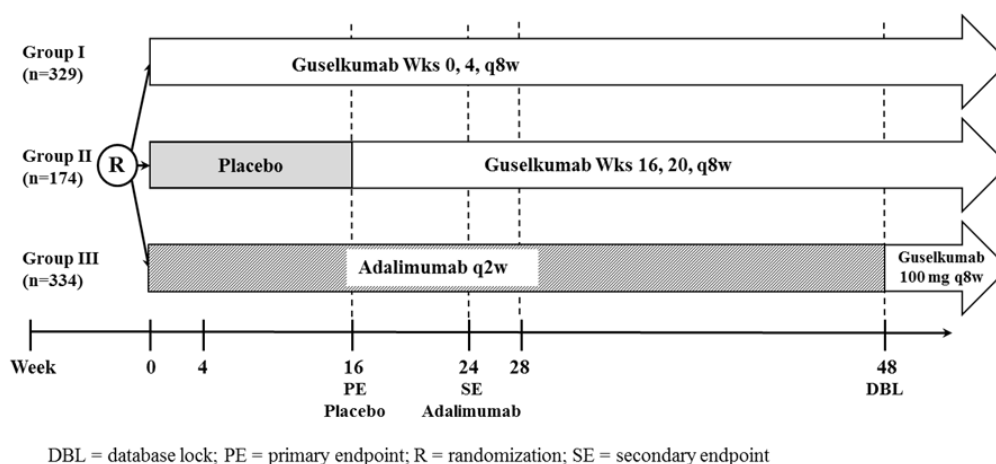 Group I
(n=329)
Guselkumab Wks 0, 4, q8w
Group II
(n=174)
R
Placebo
Guselkumab Wks 16, 20, q8w
Group III
(n=334)
Adalimumab q2w
Guselkumab
100 mg q8w
Week 0 4 16 24 28 48
PE SE DBL
Placebo Adalimumab
DBL = database lock; PE = primary endpoint; R = randomization; SE = secondary endpoint